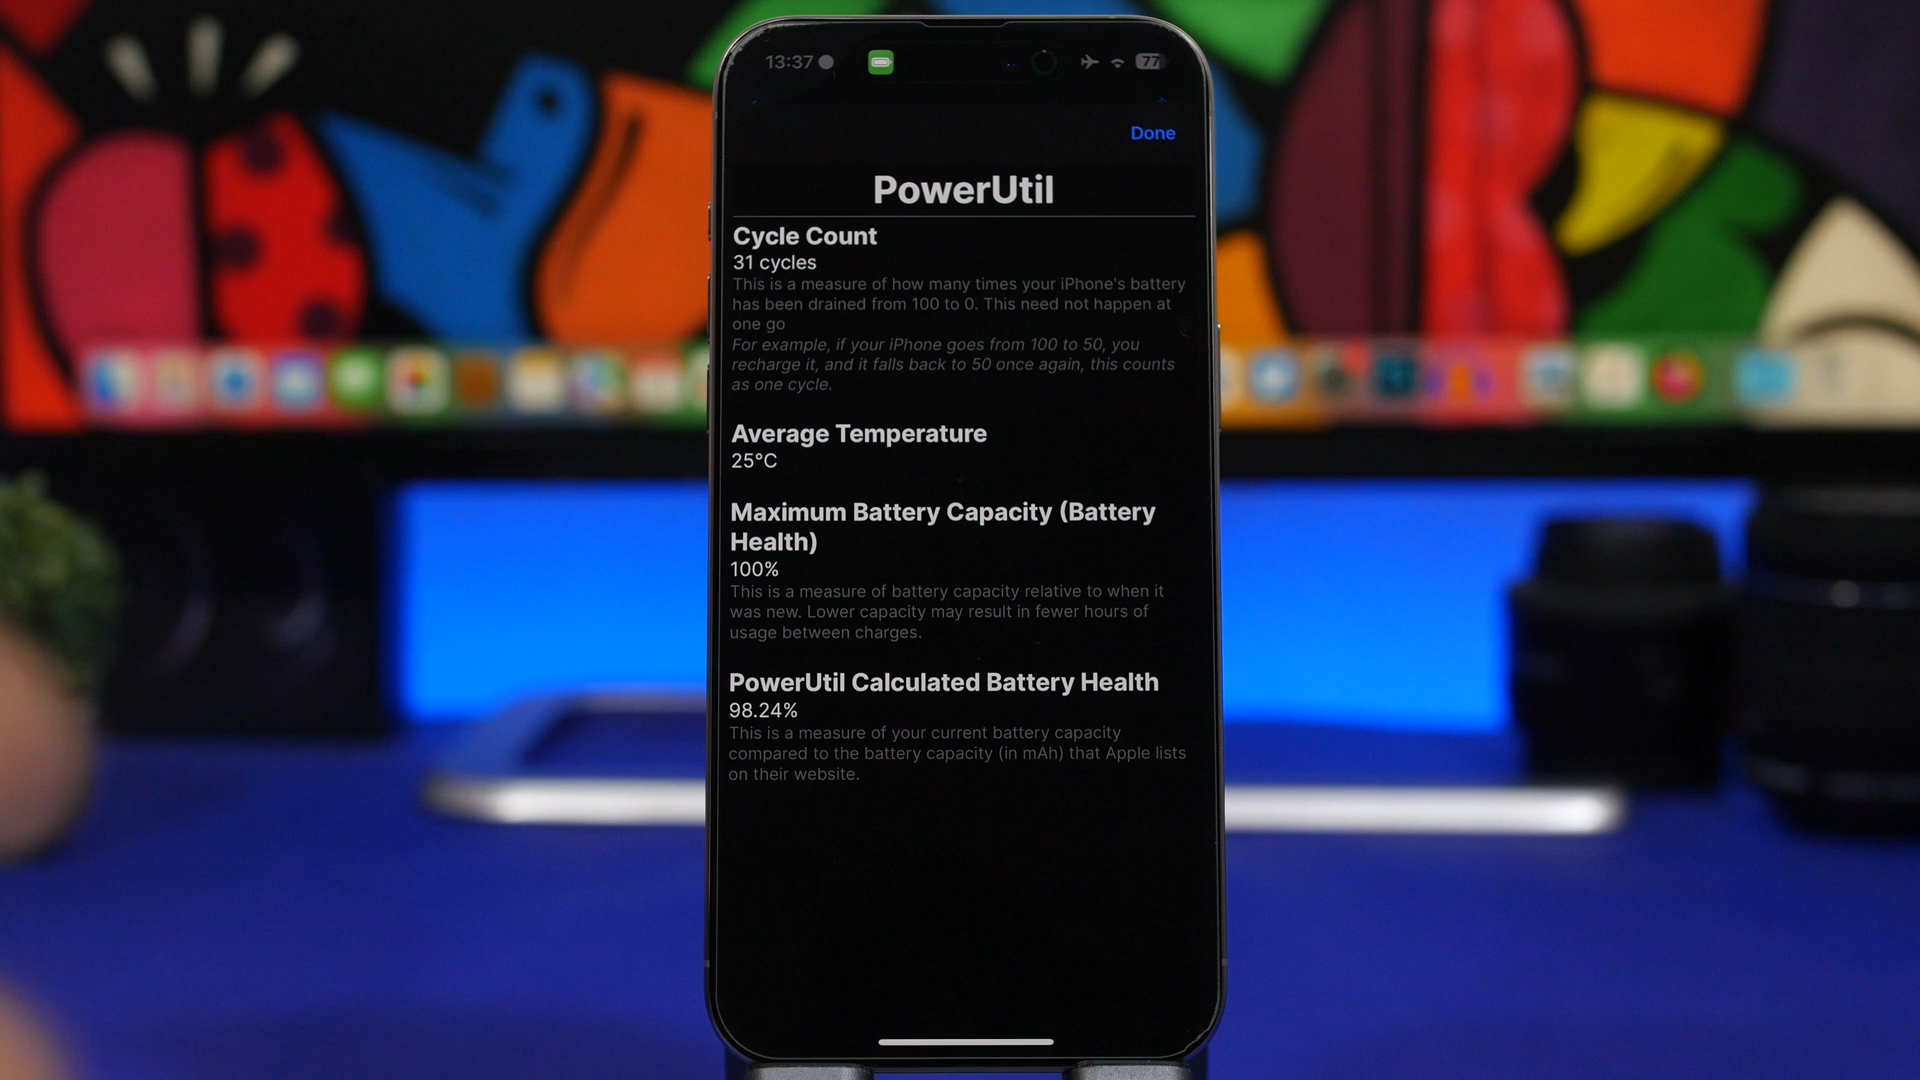 13:37
77
Done
PowerUtil
Cycle Count
31 cycles
This is a measure of how many times your iPhone's battery
has been drained from 100 to 0. This need not happen at
one go
For example, if your iPhone goes from 100 to 50, you
recharge it, and it falls back to 50 once again, this counts
as one cycle.
Average Temperature
25°C
Maximum Battery Capacity (Battery
Health)
100%
This is a measure of battery capacity relative to when it
was new. Lower capacity may result in fewer hours of
usage between charges.
PowerUtil Calculated Battery Health
98.24%
This is a measure of your current battery capacity
compared to the battery capacity (in mAh) that Apple lists
on their website.